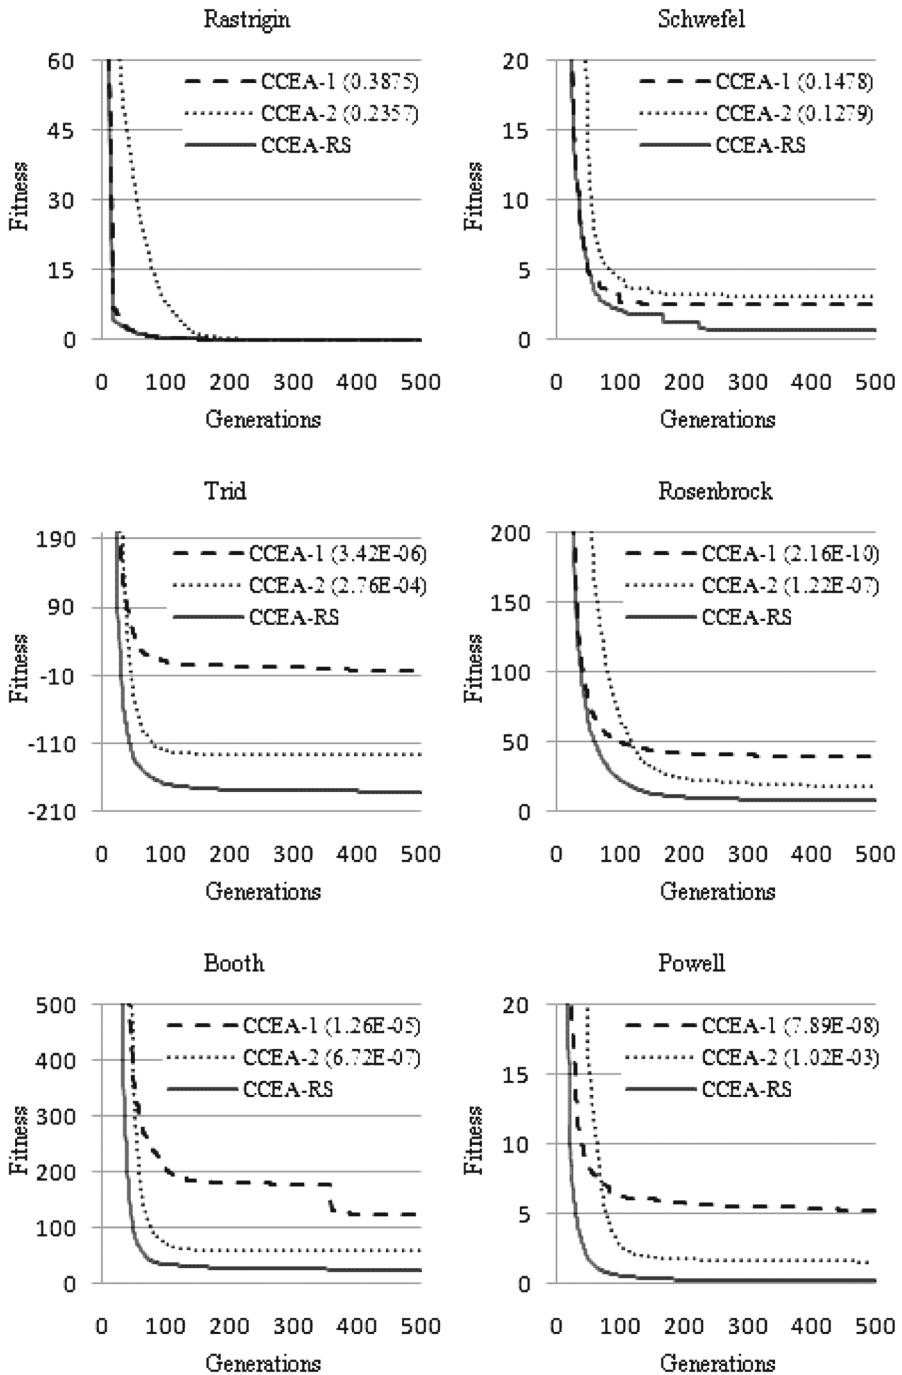 Rastrigin
60
45
30
15
0
Fitness
CCEA-1 (0.3875)
CCEA-2 (0.2357)
CCEA-RS
0 100 200 300 400 500
Generations
Schwefel
20
15
10
5
0
Fitness
CCEA-1 (0.1478)
CCEA-2 (0.1279)
CCEA-RS
0 100 200 300 400 500
Generations
Trid
190
90
-10
-110
-210
Fitness
CCEA-1 (3.42E-06)
CCEA-2 (2.76E-04)
CCEA-RS
0 100 200 300 400 500
Generations
Rosenbrock
200
150
100
50
0
Fitness
CCEA-1 (2.16E-10)
CCEA-2 (1.22E-07)
CCEA-RS
0 100 200 300 400 500
Generations
Booth
500
400
300
200
100
0
Fitness
CCEA-1 (1.26E-05)
CCEA-2 (6.72E-07)
CCEA-RS
0 100 200 300 400 500
Generations
Powell
20
15
10
5
0
Fitness
CCEA-1 (7.89E-08)
CCEA-2 (1.02E-03)
CCEA-RS
0 100 200 300 400 500
Generations